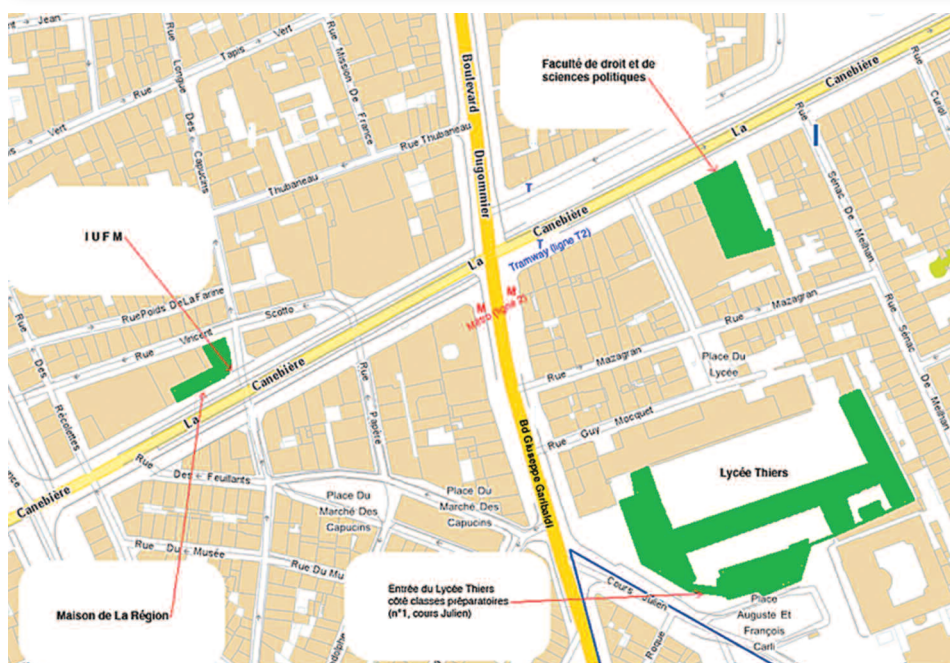 Jean
Rue Tapis Vert
Vert
Rue Longue Des Capucins
Rue Mission De France
Rue Thubaneau
Thubaneau
Boulevard Dugommier
Faculté de droit et de
sciences politiques
La Canebière
Rue Sénac De Meilhan
Rue Curiol
I U F M
T
La Canebière
T
Tramway (ligne T2)
M M
Métro (ligne 2)
Rue Poids De La Farine
Rue Vincent Scotto
Rue Mazagran
Rue Mazagran
Place Du
Lycée
Rue Sénac De Meilhan
Rue Des Récolettes
La Canebière
Rue Papère
Rue Guy Mocquet
Bd Giuseppe Garibaldi
Lycée Thiers
Canebière
Rue Des Feuillants
Place Du
Marché Des
Capucins
Place Du
Marché Des
Capucins
Rue Du Musée
Rue Du Mu
Maison de La Région
Entrée du Lycée Thiers
côté classes préparatoires
(n°1, cours Julien)
Cours Julien
Roque
Place
Auguste Et
François
Carli